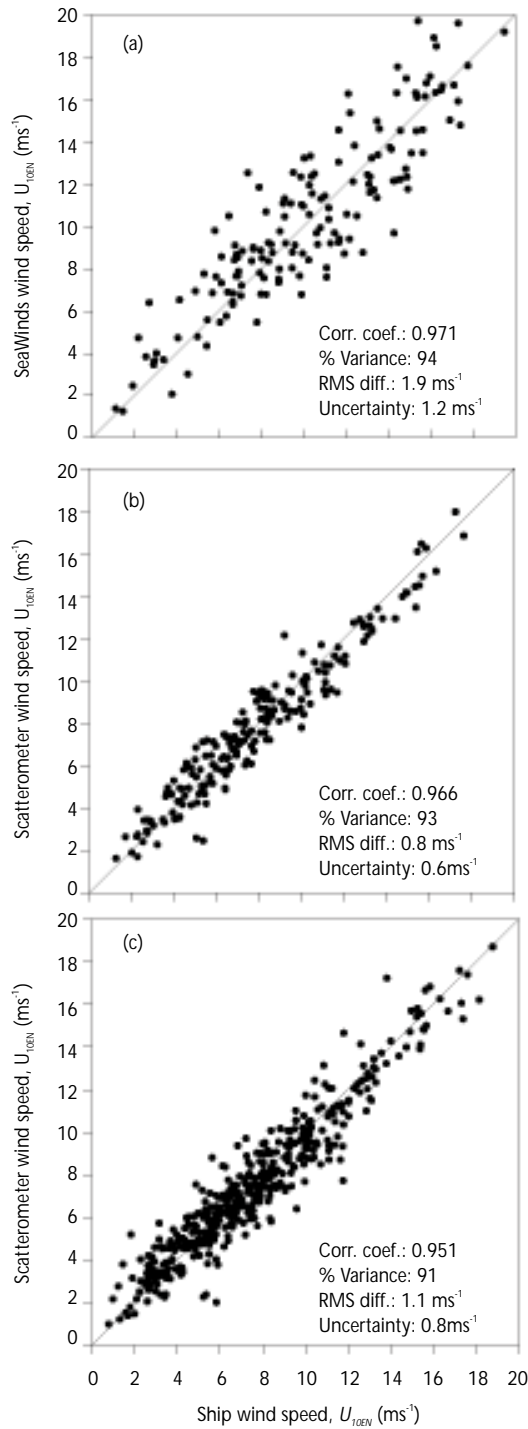 20
(a)
18
16
14
12
10
8
6
4
2
0
SeaWinds wind speed, U10EN (ms-1)
Corr. coef.: 0.971
% Variance: 94
RMS diff.: 1.9 ms-1
Uncertainty: 1.2 ms-1
20
(b)
18
16
14
12
10
8
6
4
2
0
Scatterometer wind speed, U10EN (ms-1)
Corr. coef.: 0.966
% Variance: 93
RMS diff.: 0.8 ms-1
Uncertainty: 0.6ms-1
20
(c)
18
16
14
12
10
8
6
4
2
0
Scatterometer wind speed, U10EN (ms-1)
Corr. coef.: 0.951
% Variance: 91
RMS diff.: 1.1 ms-1
Uncertainty: 0.8ms-1
0 2 4 6 8 10 12 14 16 18 20
Ship wind speed, U10EN (ms-1)